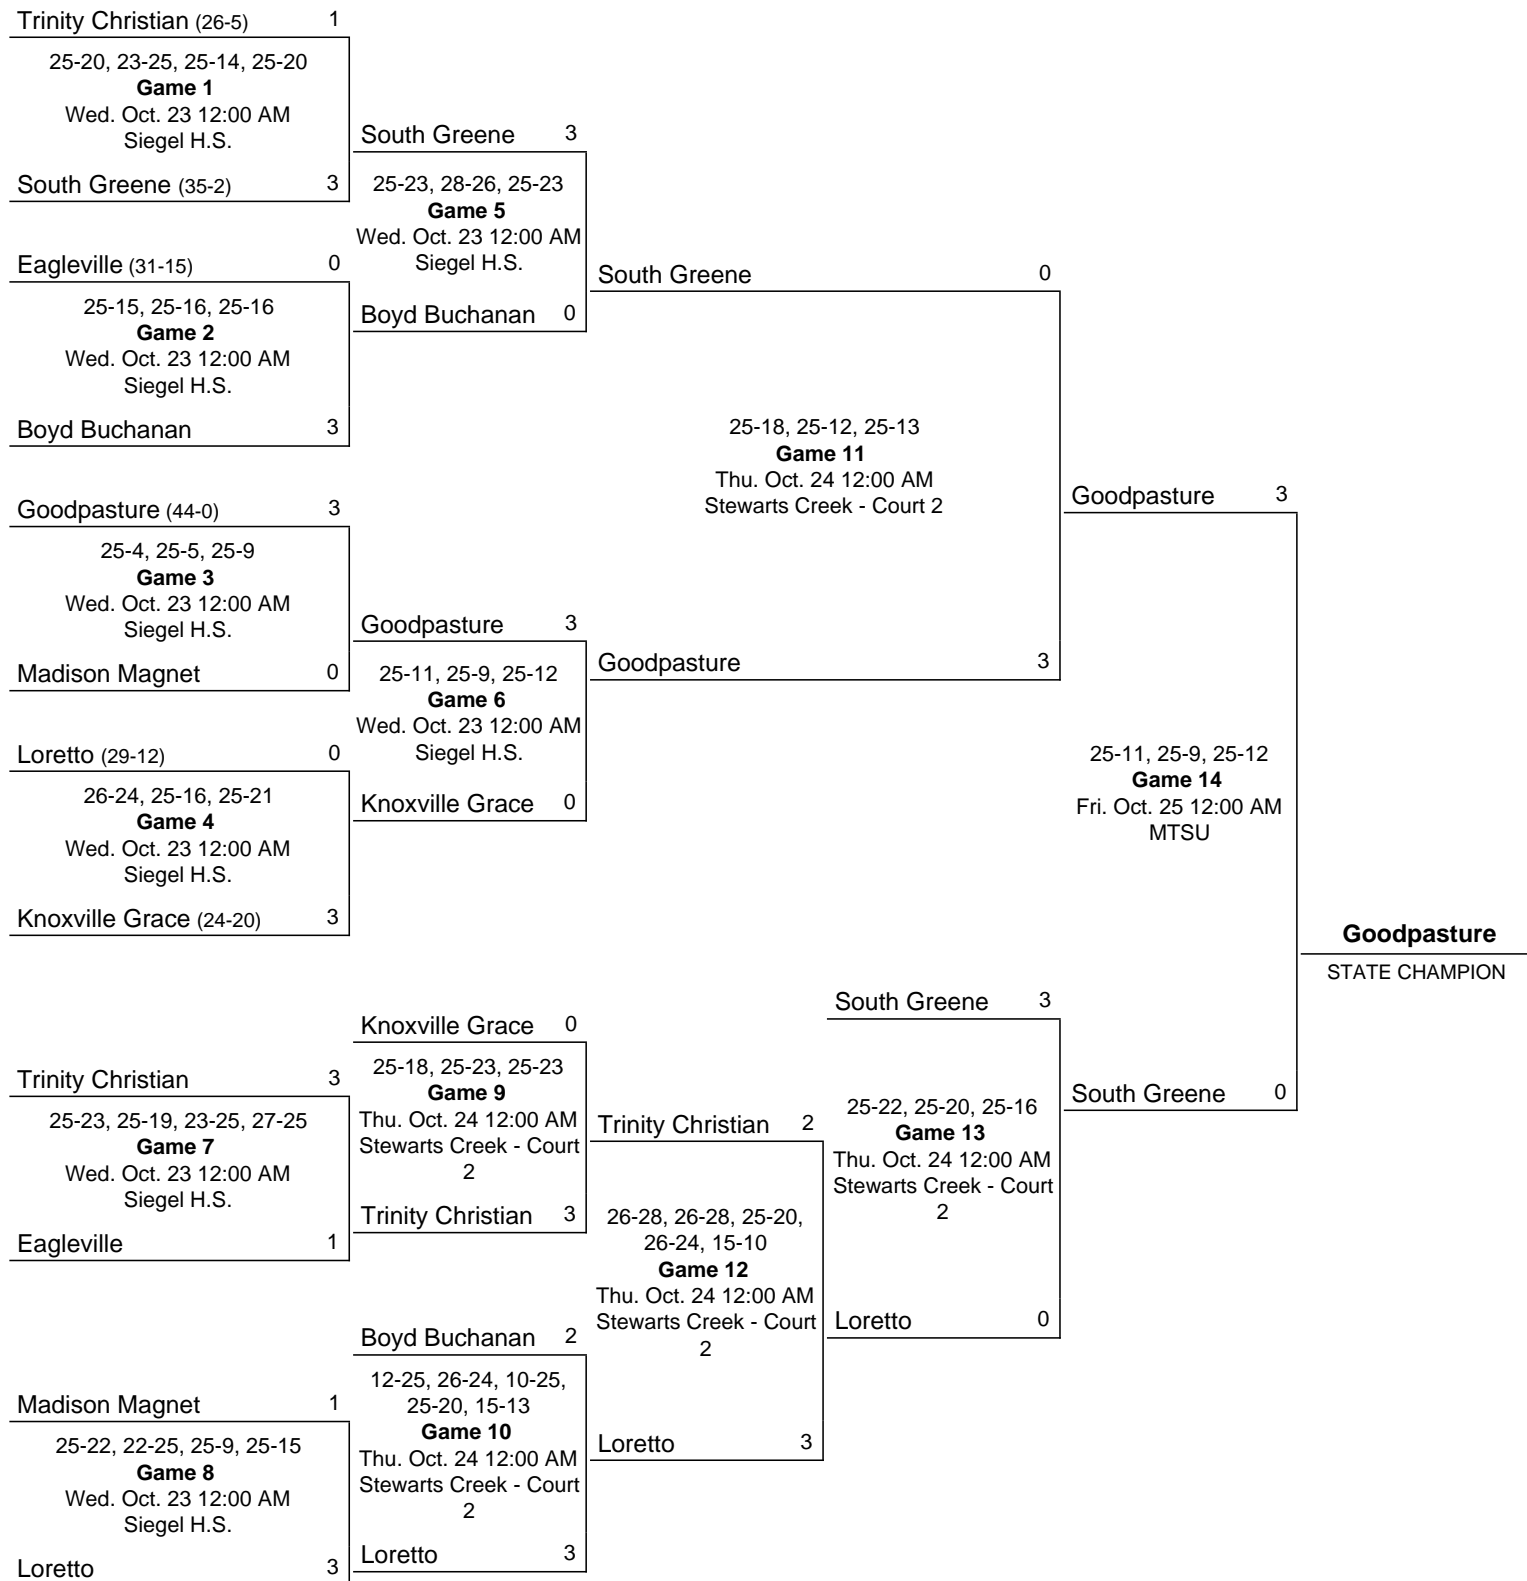 Trinity Christian (26-5) 1
25-20, 23-25, 25-14, 25-20
Game 1
Wed. Oct. 23 12:00 AM
Siegel H.S.
South Greene (35-2) 3
Eagleville (31-15) 0
25-15, 25-16, 25-16
Game 2
Wed. Oct. 23 12:00 AM
Siegel H.S.
Boyd Buchanan 3
Goodpasture (44-0) 3
25-4, 25-5, 25-9
Game 3
Wed. Oct. 23 12:00 AM
Siegel H.S.
Madison Magnet 0
Loretto (29-12) 0
26-24, 25-16, 25-21
Game 4
Wed. Oct. 23 12:00 AM
Siegel H.S.
Knoxville Grace (24-20) 3
South Greene 3
25-23, 28-26, 25-23
Game 5
Wed. Oct. 23 12:00 AM
Siegel H.S.
Boyd Buchanan 0
Goodpasture 3
25-11, 25-9, 25-12
Game 6
Wed. Oct. 23 12:00 AM
Siegel H.S.
Knoxville Grace 0
South Greene 0
25-18, 25-12, 25-13
Game 11
Thu. Oct. 24 12:00 AM
Stewarts Creek - Court 2
Goodpasture 3
Trinity Christian 3
25-23, 25-19, 23-25, 27-25
Game 7
Wed. Oct. 23 12:00 AM
Siegel H.S.
Eagleville 1
Madison Magnet 1
25-22, 22-25, 25-9, 25-15
Game 8
Wed. Oct. 23 12:00 AM
Siegel H.S.
Loretto 3
Knoxville Grace 0
25-18, 25-23, 25-23
Game 9
Thu. Oct. 24 12:00 AM
Stewarts Creek - Court
2
Trinity Christian 3
Boyd Buchanan 2
12-25, 26-24, 10-25,
25-20, 15-13
Game 10
Thu. Oct. 24 12:00 AM
Stewarts Creek - Court
2
Loretto 3
Trinity Christian 2
26-28, 26-28, 25-20,
26-24, 15-10
Game 12
Thu. Oct. 24 12:00 AM
Stewarts Creek - Court
2
Loretto 3
South Greene 3
25-22, 25-20, 25-16
Game 13
Thu. Oct. 24 12:00 AM
Stewarts Creek - Court
2
Loretto 0
Goodpasture 3
25-11, 25-9, 25-12
Game 14
Fri. Oct. 25 12:00 AM
MTSU
South Greene 0
Goodpasture
STATE CHAMPION